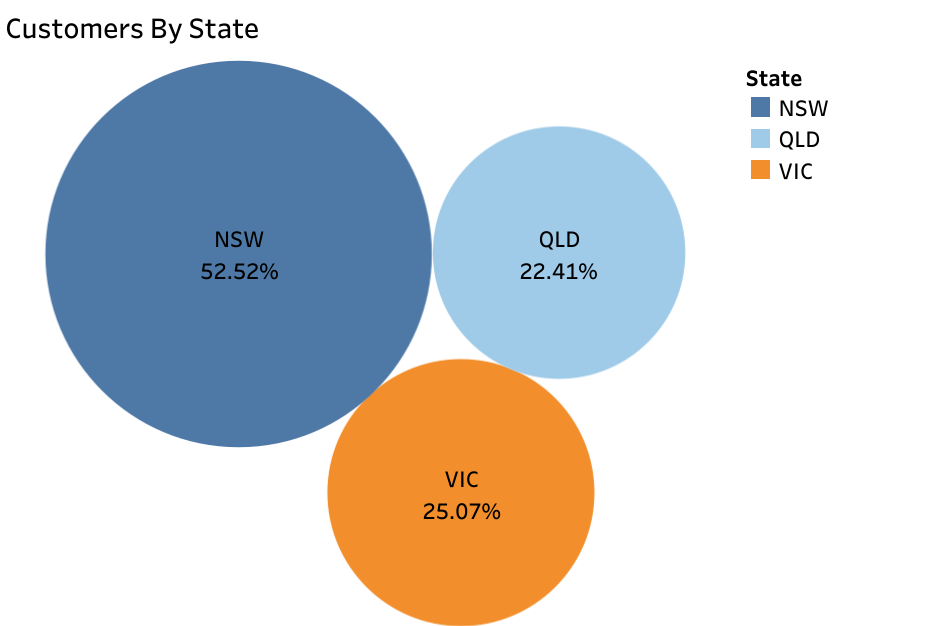 Customers By State
State
NSW
QLD
VIC
NSW
52.52%
QLD
22.41%
VIC
25.07%